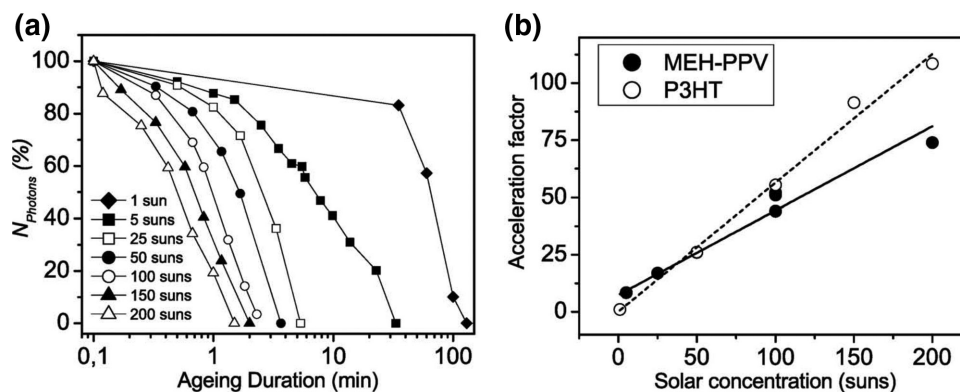 (a)
100
80
60
40
20
0
N_Photons (%)
1 sun
5 suns
25 suns
50 suns
100 suns
150 suns
200 suns
0,1 1 10 100
Ageing Duration (min)
(b)
100
75
50
25
0
Acceleration factor
MEH-PPV
P3HT
0 50 100 150 200
Solar concentration (suns)